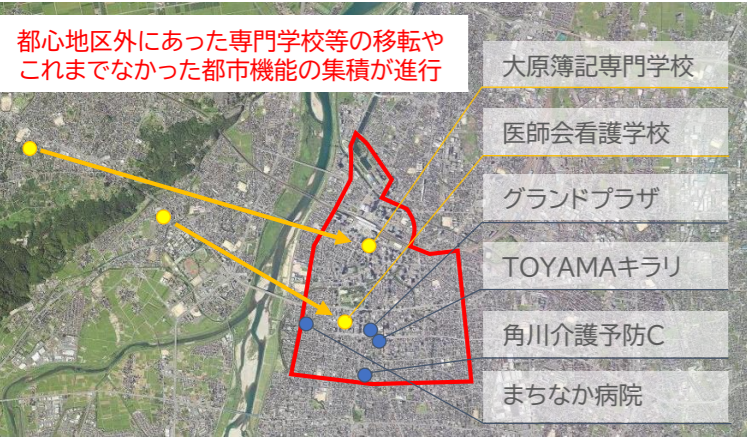 都心地区外にあった専門学校等の移転や
これまでなかった都市機能の集積が進行
大原簿記専門学校
医師会看護学校
グランドプラザ
TOYAMAキラリ
角川介護予防C
まちなか病院